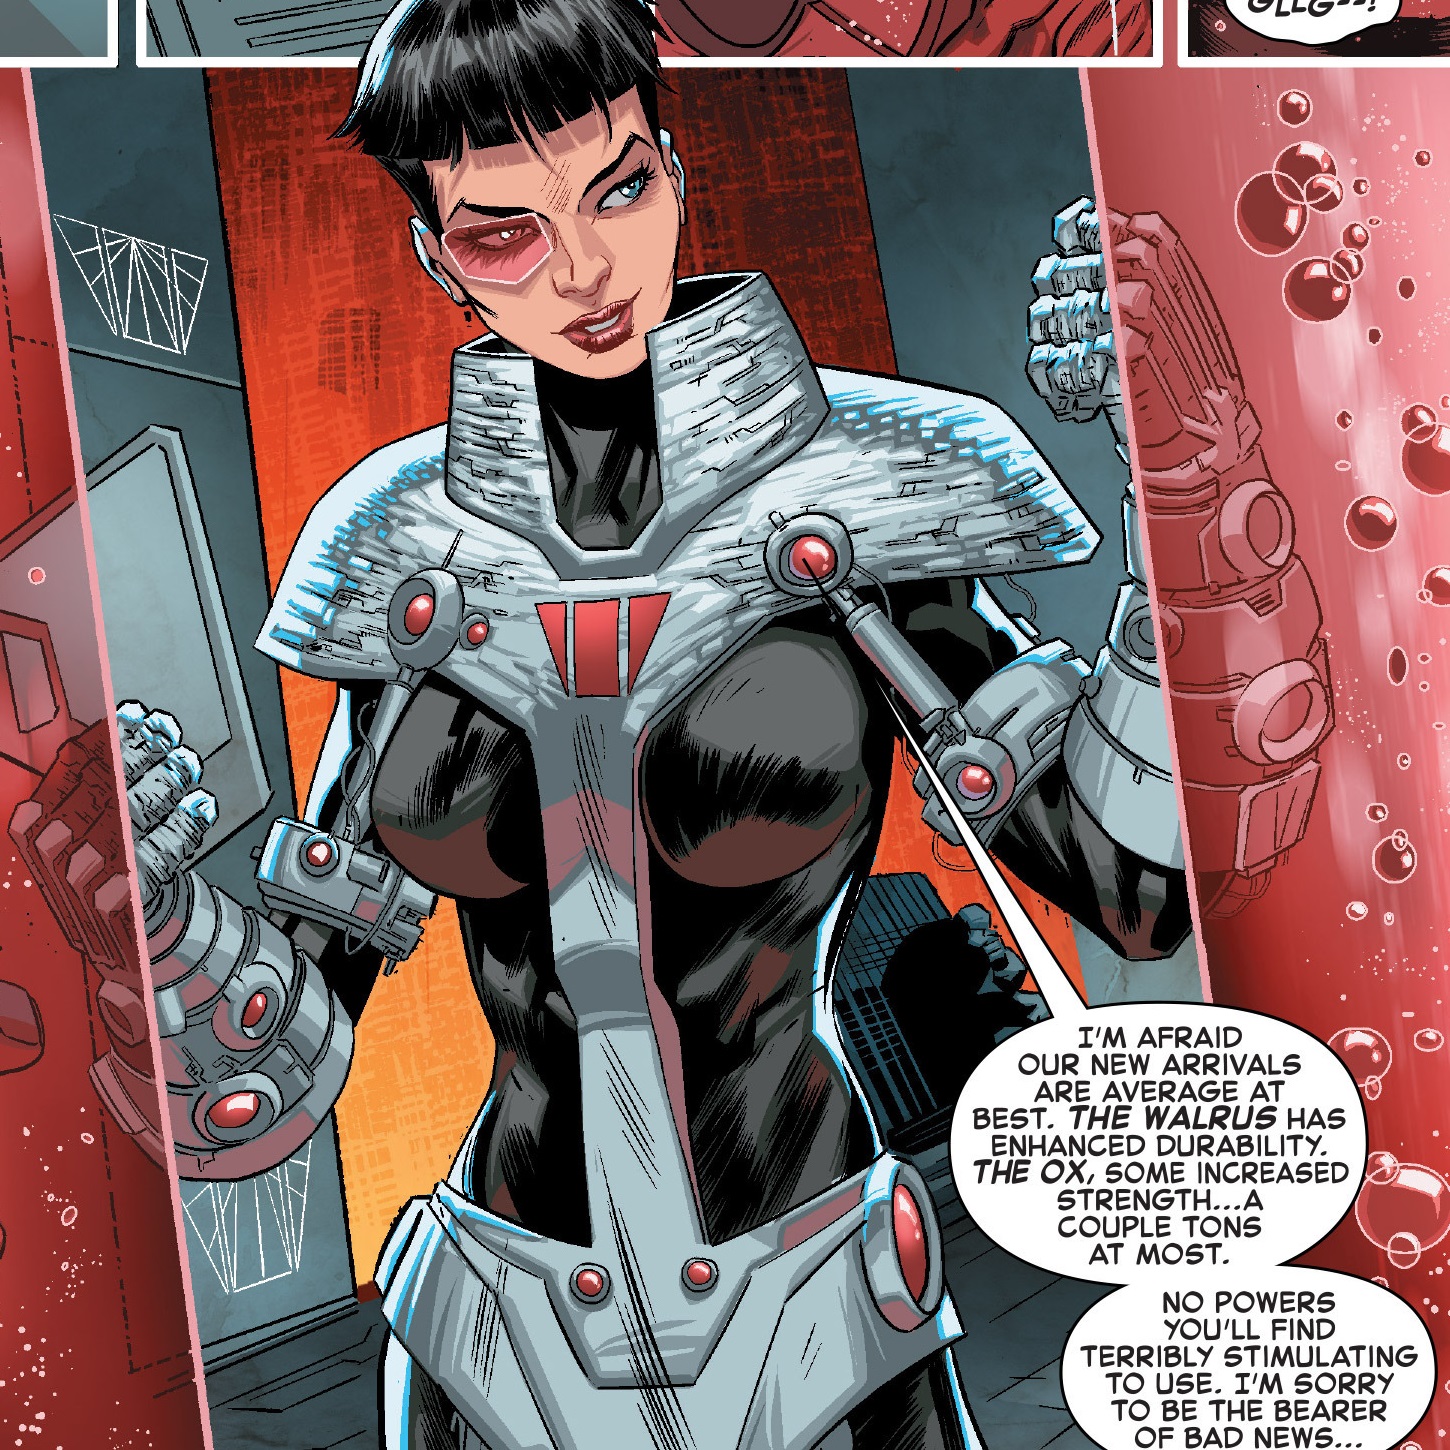 GLLG--!
I'M AFRAID
OUR NEW ARRIVALS
ARE AVERAGE AT
BEST. THE WALRUS HAS
ENHANCED DURABILITY.
THE OX, SOME INCREASED
STRENGTH...A
COUPLE TONS
AT MOST.
NO POWERS
YOU'LL FIND
TERRIBLY STIMULATING
TO USE. I'M SORRY
TO BE THE BEARER
OF BAD NEWS...